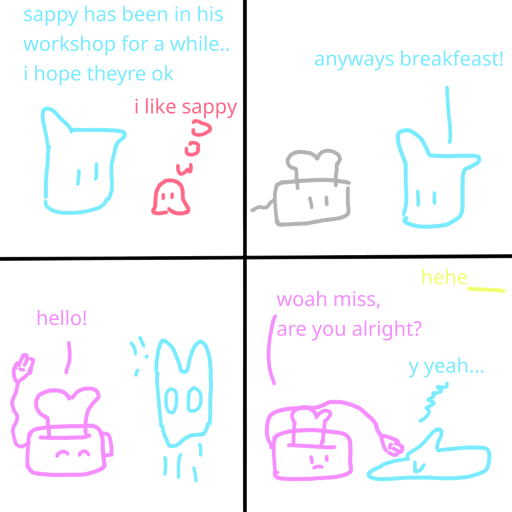 sappy has been in his
workshop for a while..
i hope theyre ok
i like sappy
anyways breakfeast!
hello!
hehe
woah miss,
are you alright?
y yeah...